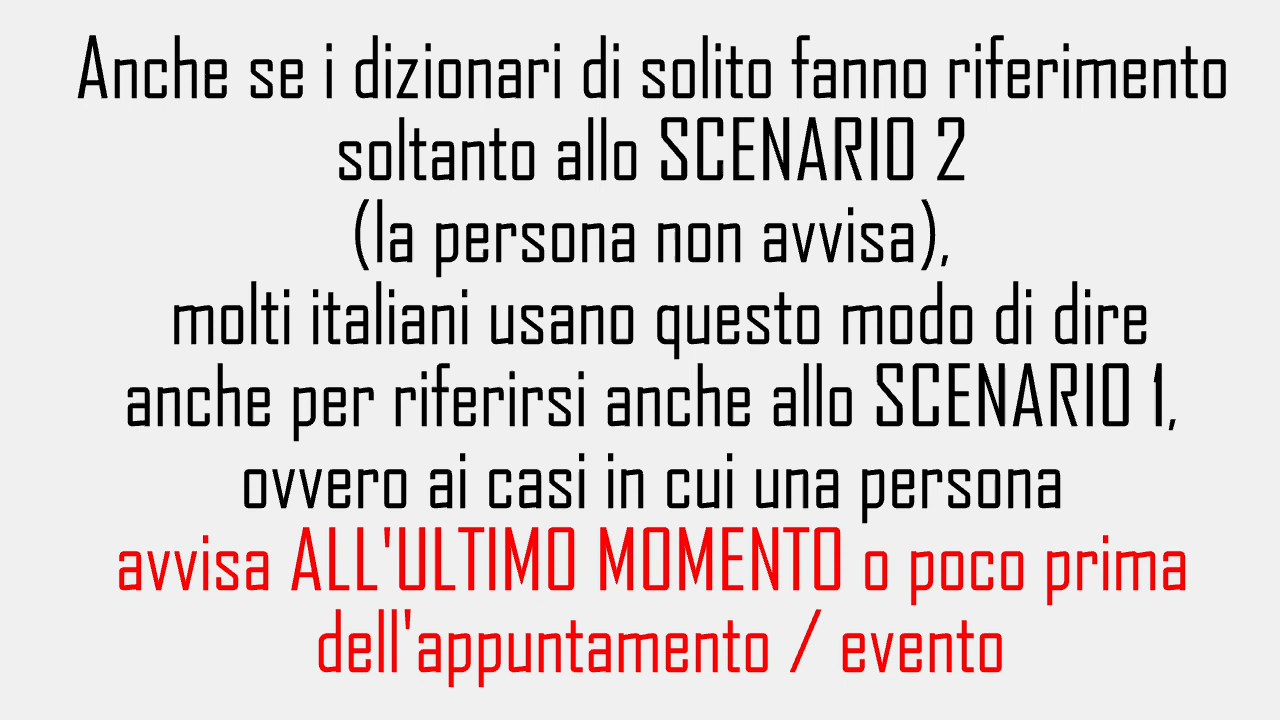 Anche se i dizionari di solito fanno riferimento
soltanto allo SCENARIO 2
(la persona non avvisa),
molti italiani usano questo modo di dire
anche per riferirsi anche allo SCENARIO 1,
ovvero ai casi in cui una persona
avvisa ALL'ULTIMO MOMENTO o poco prima
dell'appuntamento / evento